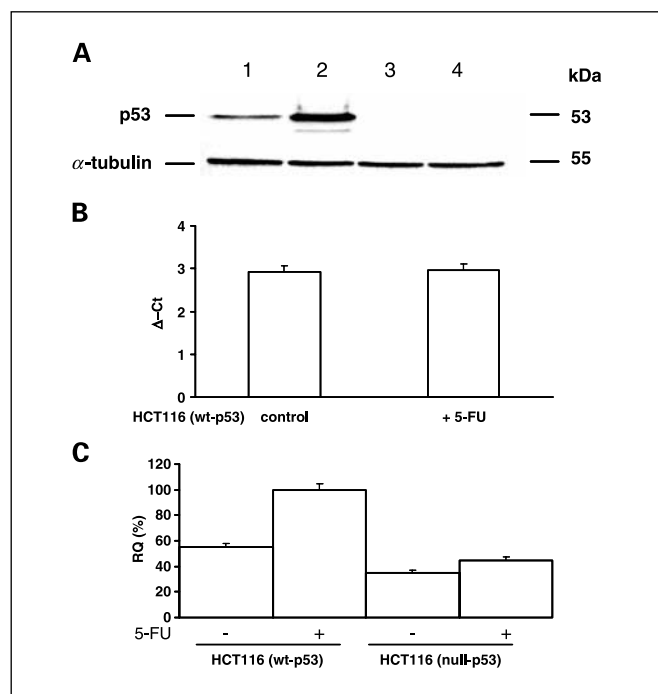 A
1 2 3 4 kDa
p53 53
α-tubulin 55
B
4
3
2
1
0
Δ-Ct
HCT116 (wt-p53) control + 5-FU
C
120
100
80
60
40
20
0
RQ (%)
5-FU - + - +
HCT116 (wt-p53) HCT116 (null-p53)